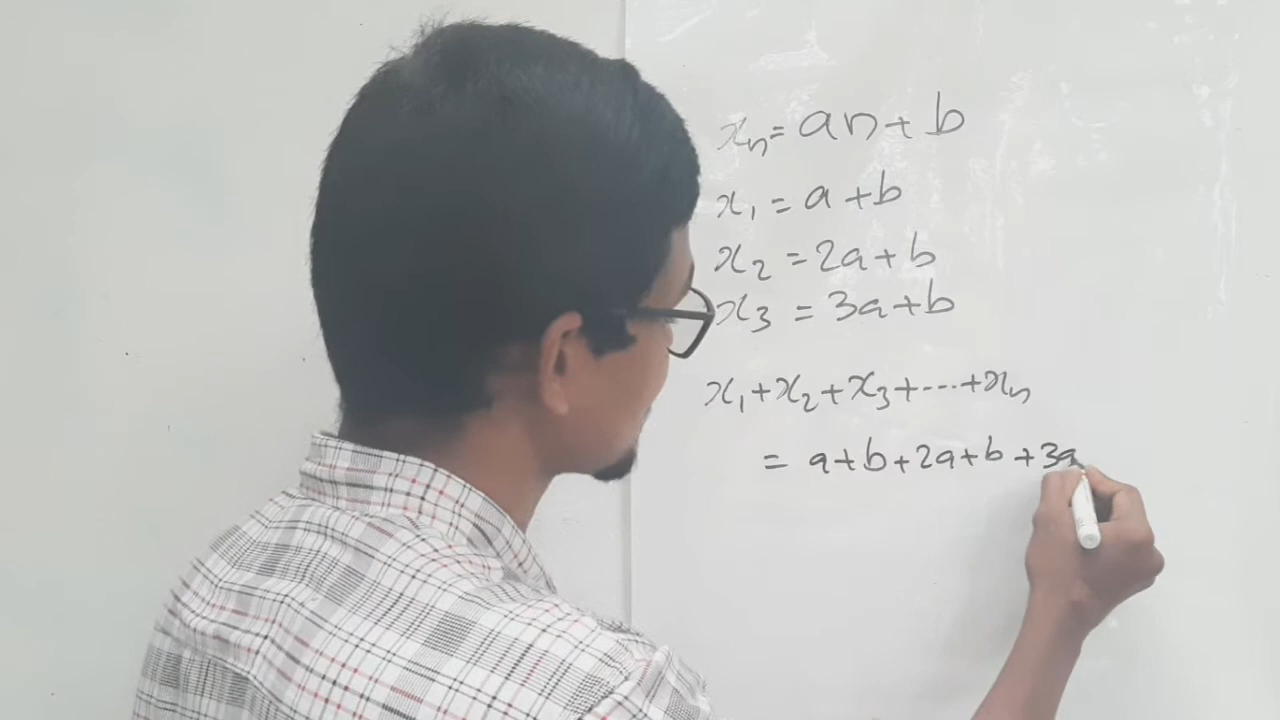 xₙ = an + b
x₁ = a + b
x₂ = 2a + b
x₃ = 3a + b
x₁ + x₂ + x₃ + ---- + xₙ
= a + b + 2a + b + 3a